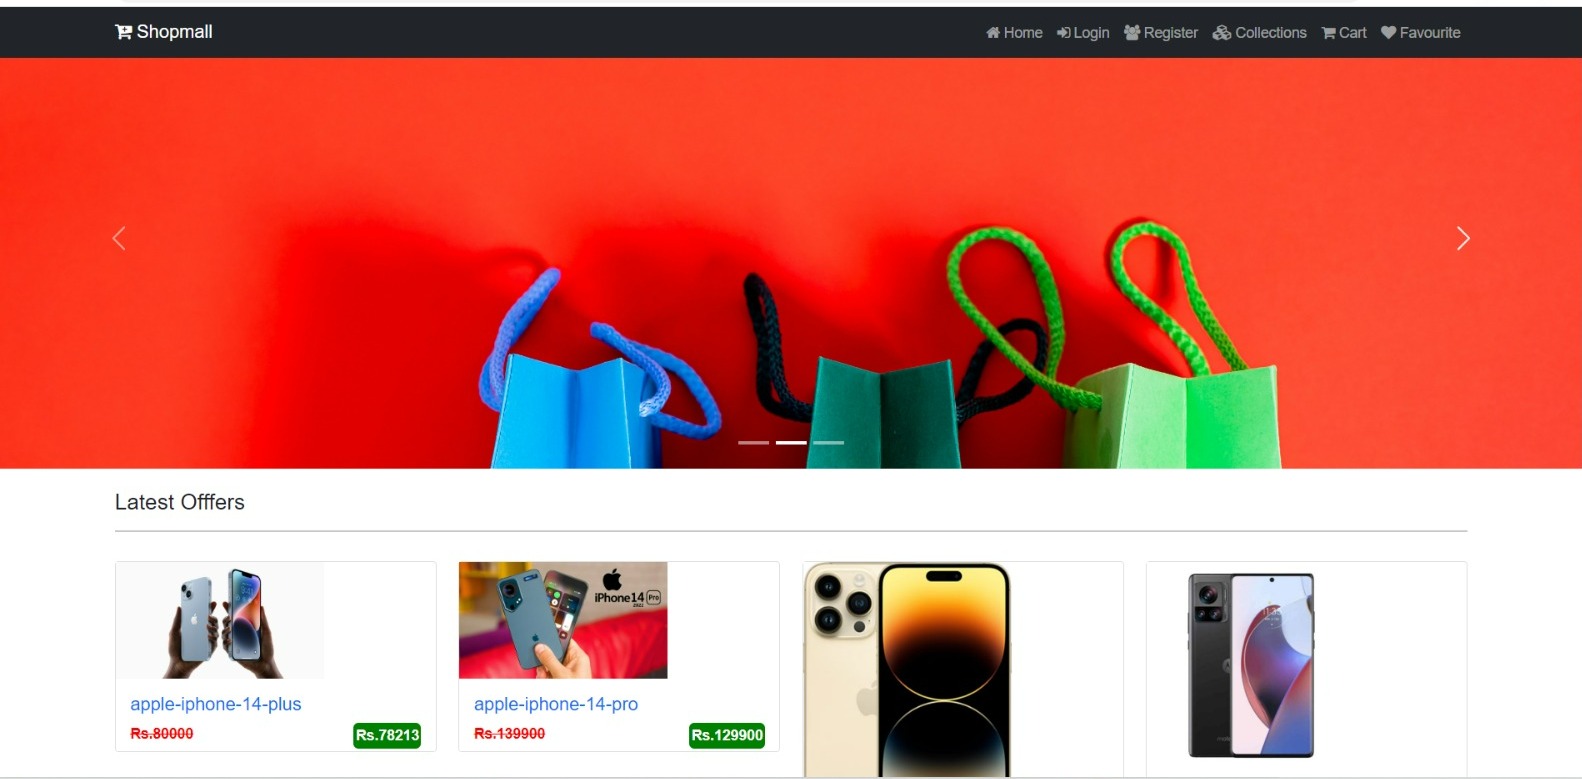 Shopmall
Home Login Register Collections Cart Favourite
Latest Offfers
iPhone14 Pro
apple-iphone-14-plus
Rs.80000 Rs.78213
apple-iphone-14-pro
Rs.139900 Rs.129900